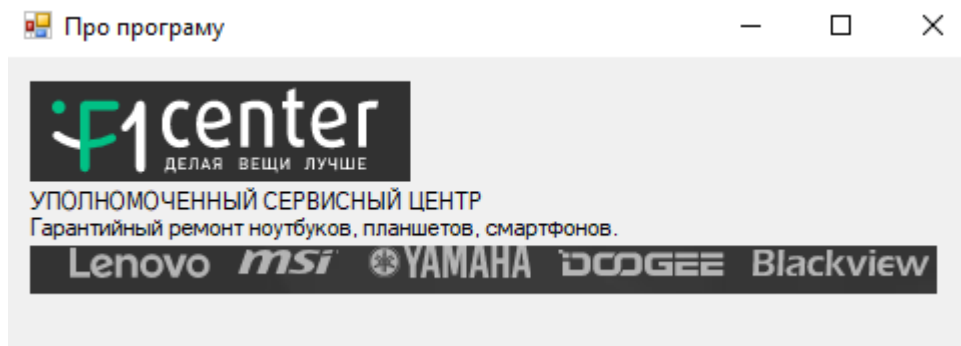 Про програму
F1center
ДЕЛАЯ ВЕЩИ ЛУЧШЕ
УПОЛНОМОЧЕННЫЙ СЕРВИСНЫЙ ЦЕНТР
Гарантийный ремонт ноутбуков, планшетов, смартфонов.
Lenovo msi YAMAHA DOOGEE Blackview